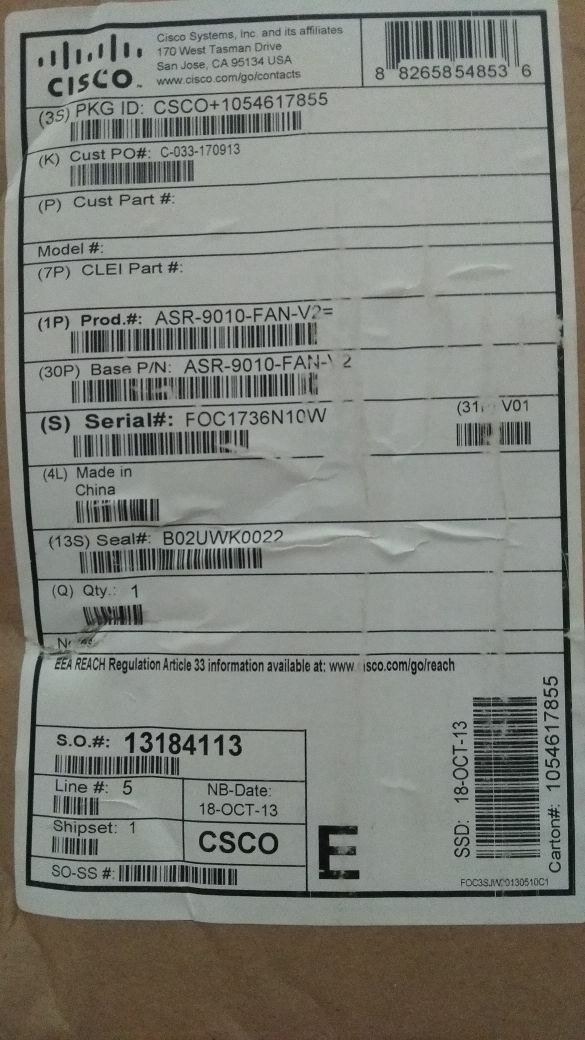 CISCO
Cisco Systems, Inc. and its affiliates
170 West Tasman Drive
San Jose, CA 95134 USA
www.cisco.com/go/contacts
8 82658 54853 6
(3S) PKG ID: CSCO+1054617855
(K) Cust PO#: C-033-170913
(P) Cust Part #:
Model #:
(7P) CLEI Part #:
(1P) Prod.#: ASR-9010-FAN-V2=
(30P) Base P/N: ASR-9010-FAN-V2
(S) Serial#: FOC1736N10W
V01
(4L) Made in
China
(13S) Seal#: B02UWK0022
(Q) Qty.: 1
EEA REACH Regulation Article 33 information available at: www isco.com/go/reach
S.O.#: 13184113
Line #: 5
NB-Date:
18-OCT-13
Shipset: 1
CSCO
SO-SS #:
E
SSD: 18-OCT-13
Carton#: 1054617855